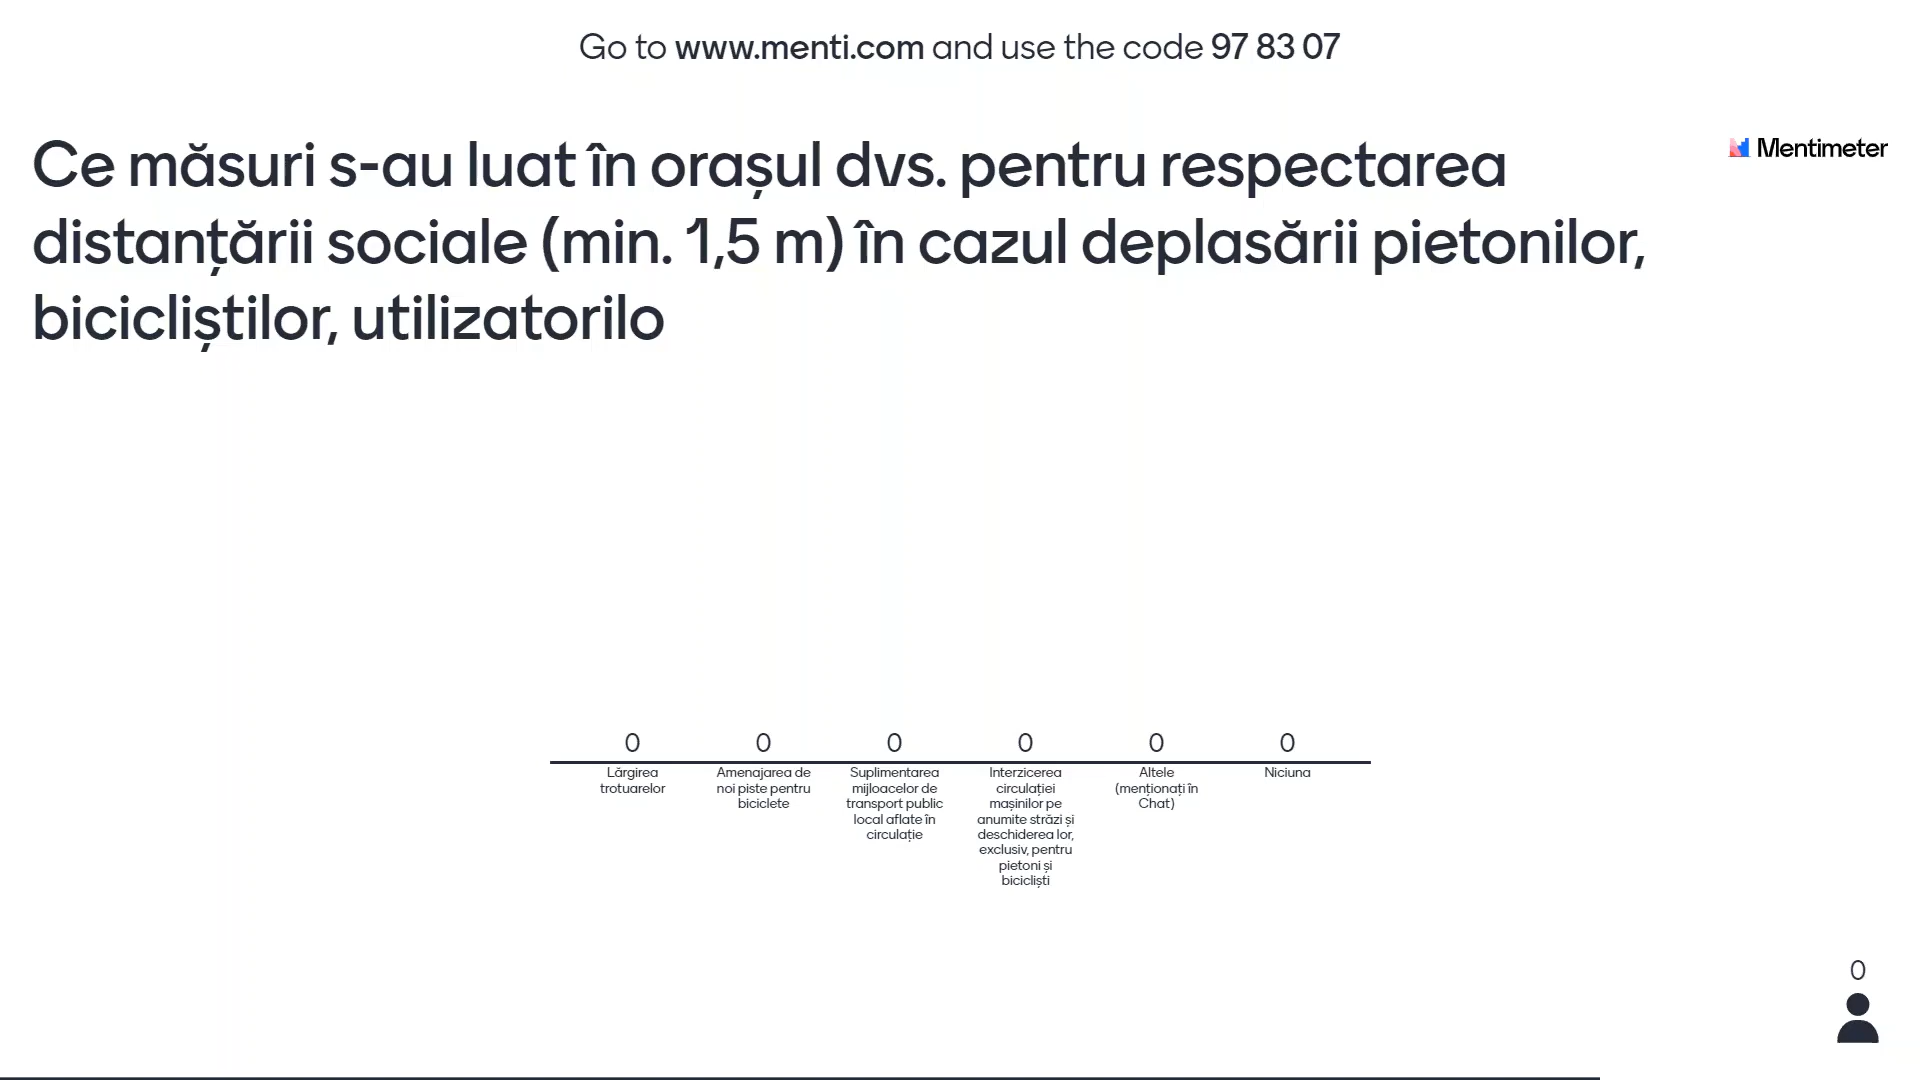 Go to www.menti.com and use the code 97 83 07
Ce măsuri s-au luat în orașul dvs. pentru respectarea
distanțării sociale (min. 1,5 m) în cazul deplasării pietonilor,
bicicliștilor, utilizatorilo
Mentimeter
0
0
0
0
0
0
Lărgirea
trotuarelor
Amenajarea de
noi piste pentru
biciclete
Suplimentarea
mijloacelor de
transport public
local aflate în
circulație
Interzicerea
circulației
mașinilor pe
anumite străzi și
deschiderea lor,
exclusiv, pentru
pietoni și
bicicliști
Altele
(menționați în
Chat)
Niciuna
0